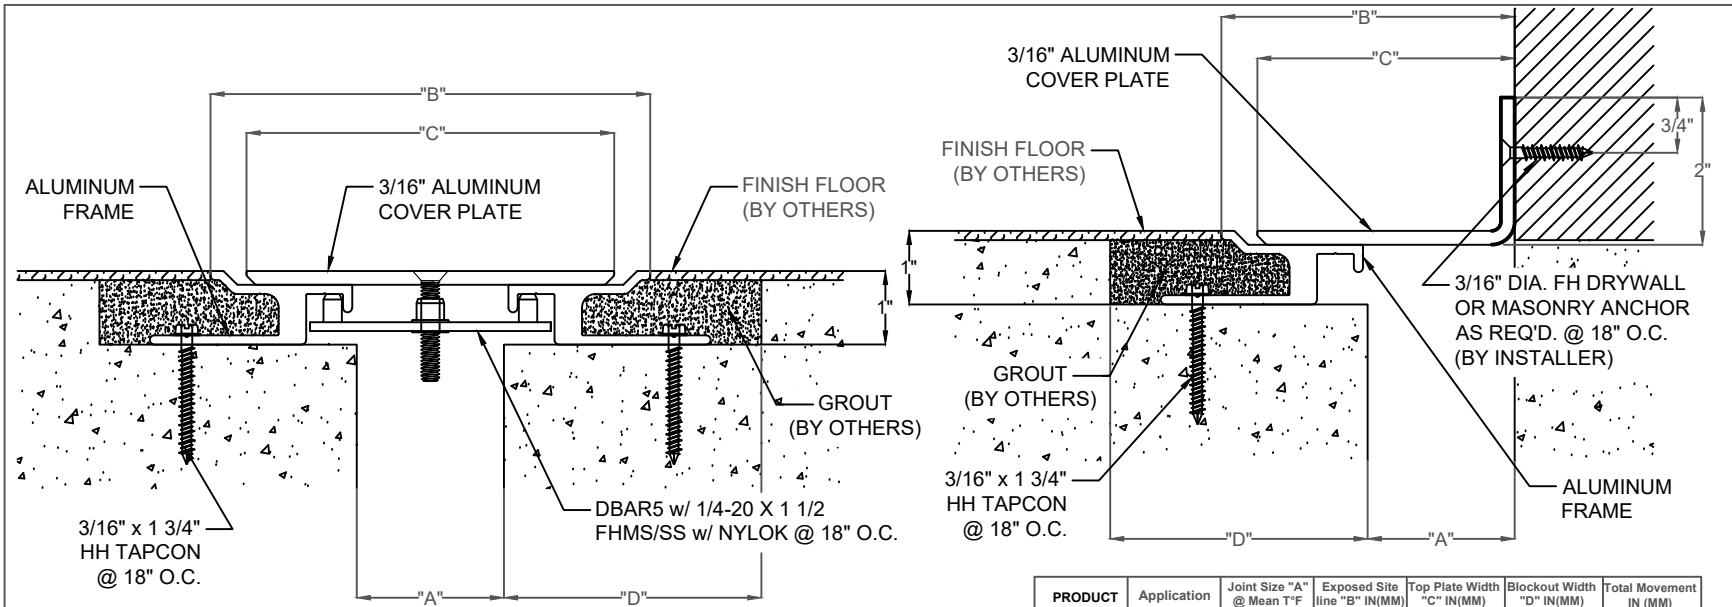 "B"
"C"
ALUMINUM
FRAME
3/16" ALUMINUM
COVER PLATE
FINISH FLOOR
(BY OTHERS)
1"
GROUT
(BY OTHERS)
3/16" x 1 3/4"
HH TAPCON
@ 18" O.C.
DBAR5 w/ 1/4-20 X 1 1/2
FHMS/SS w/ NYLOK @ 18" O.C.
"A"
"D"
"B"
3/16" ALUMINUM
COVER PLATE
"C"
3/4"
2"
FINISH FLOOR
(BY OTHERS)
1"
3/16" DIA. FH DRYWALL
OR MASONRY ANCHOR
AS REQ'D. @ 18" O.C.
(BY INSTALLER)
GROUT
(BY OTHERS)
3/16" x 1 3/4"
HH TAPCON
@ 18" O.C.
ALUMINUM
FRAME
"D"
"A"
PRODUCT
Application
Joint Size "A"
@ Mean T°F
Exposed Site
line "B" IN(MM)
Top Plate Width
"C" IN(MM)
Blockout Width
"D" IN(MM)
Total Movement
IN (MM)